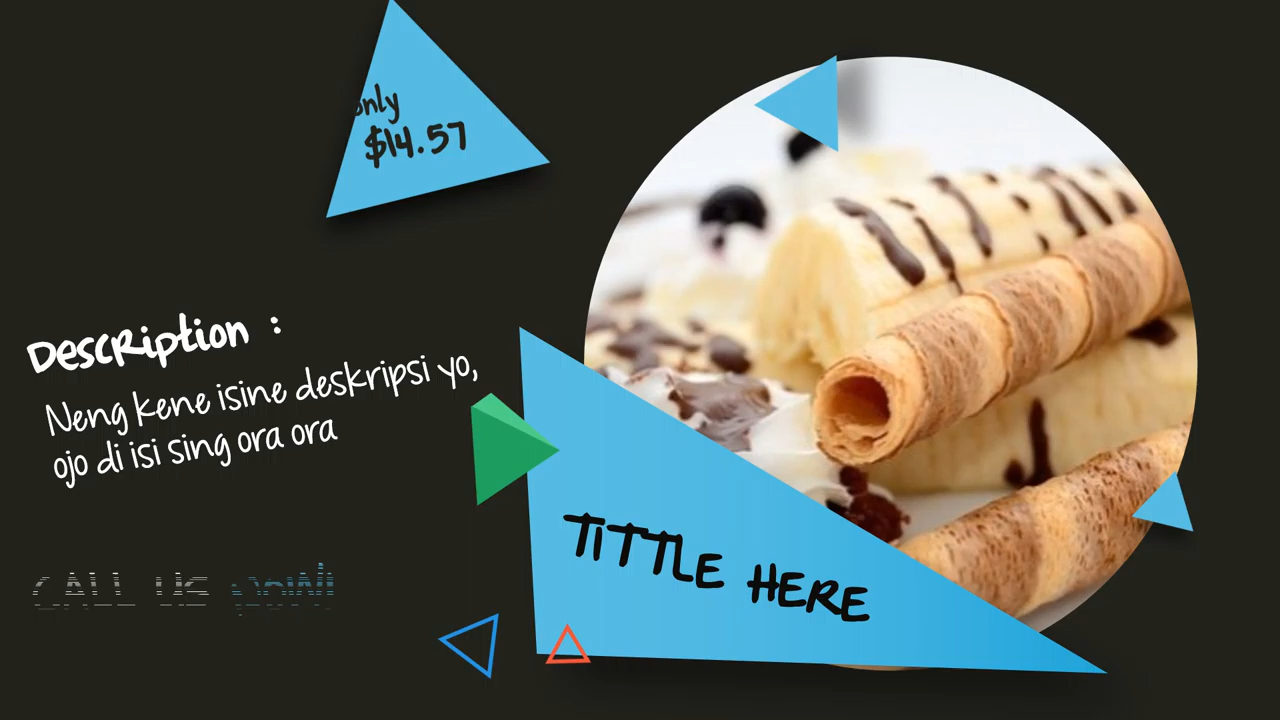 only
$14.57
Description :
Neng kene isine deskripsi yo,
ojo di isi sing ora ora
TITTLE HERE
CALL US